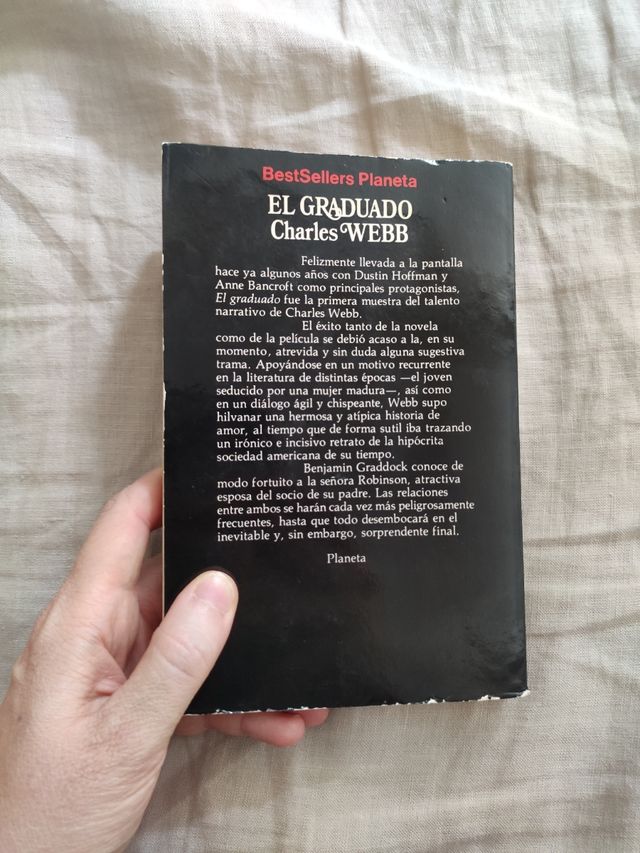 BestSellers Planeta
EL GRADUADO
Charles WEBB
Felizmente llevada a la pantalla
hace ya algunos años con Dustin Hoffman y
Anne Bancroft como principales protagonistas,
El graduado fue la primera muestra del talento
narrativo de Charles Webb.
El éxito tanto de la novela
como de la película se debió acaso a la, en su
momento, atrevida y sin duda alguna sugestiva
trama. Apoyándose en un motivo recurrente
en la literatura de distintas épocas —el joven
seducido por una mujer madura—, así como
en un diálogo ágil y chispeante, Webb supo
hilvanar una hermosa y atípica historia de
amor, al tiempo que de forma sutil iba trazando
un irónico e incisivo retrato de la hipócrita
sociedad americana de su tiempo.
Benjamin Graddock conoce de
modo fortuito a la señora Robinson, atractiva
esposa del socio de su padre. Las relaciones
entre ambos se harán cada vez más peligrosamente
frecuentes, hasta que todo desembocará en el
inevitable y, sin embargo, sorprendente final.
Planeta